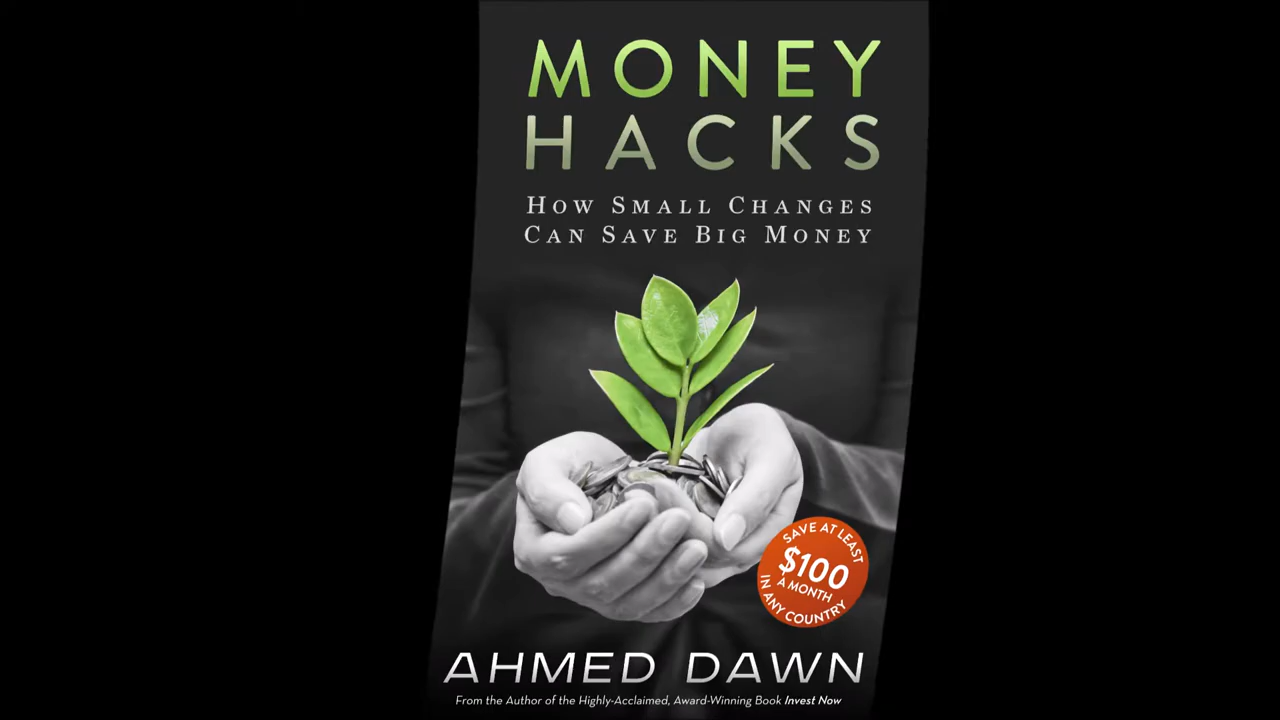 MONEY
HACKS
HOW SMALL CHANGES
CAN SAVE BIG MONEY
SAVE AT LEAST
$100
A MONTH
IN ANY COUNTRY
AHMED DAWN
From the Author of the Highly-Acclaimed, Award-Winning Book Invest Now